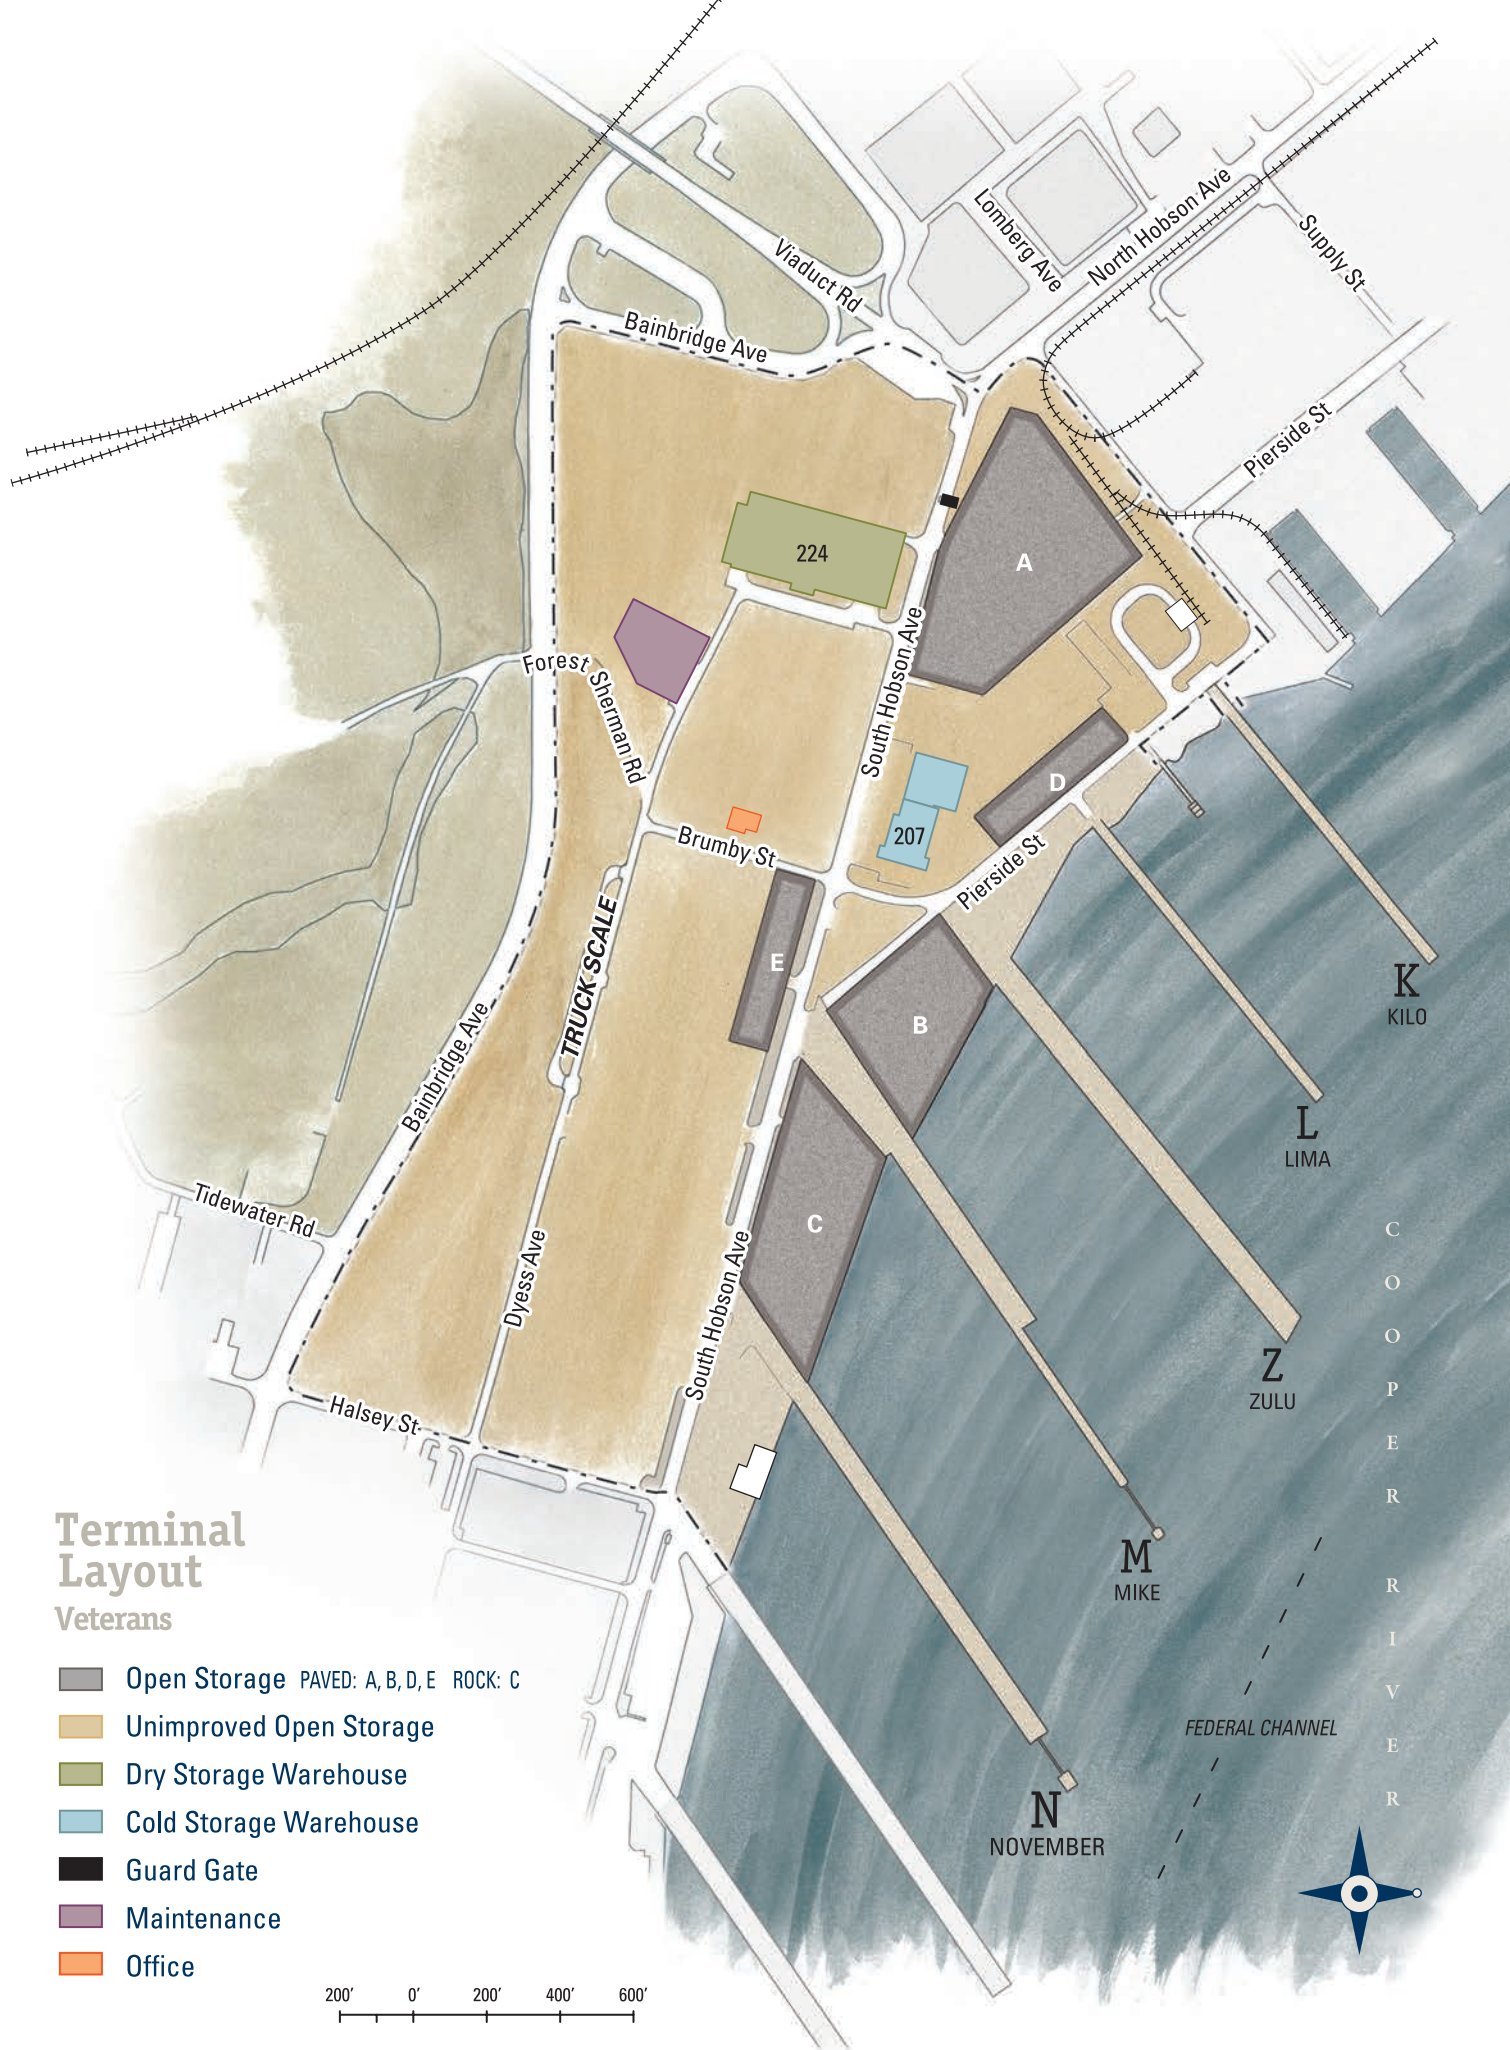 Viaduct Rd
Lomberg Ave
North Hobson Ave
Supply St
Bainbridge Ave
Pierside St
224
A
Forest
Sherman Rd
South Hobson Ave
D
207
Brumby St
Pierside St
TRUCK SCALE
E
B
K
KILO
Bainbridge Ave
L
LIMA
Tidewater Rd
C
Dyess Ave
South Hobson Ave
Z
ZULU
Halsey St
M
MIKE
COOPER RIVER
FEDERAL CHANNEL
N
NOVEMBER
Terminal
Layout
Veterans
Open Storage PAVED: A, B, D, E ROCK: C
Unimproved Open Storage
Dry Storage Warehouse
Cold Storage Warehouse
Guard Gate
Maintenance
Office
200' 0' 200' 400' 600'